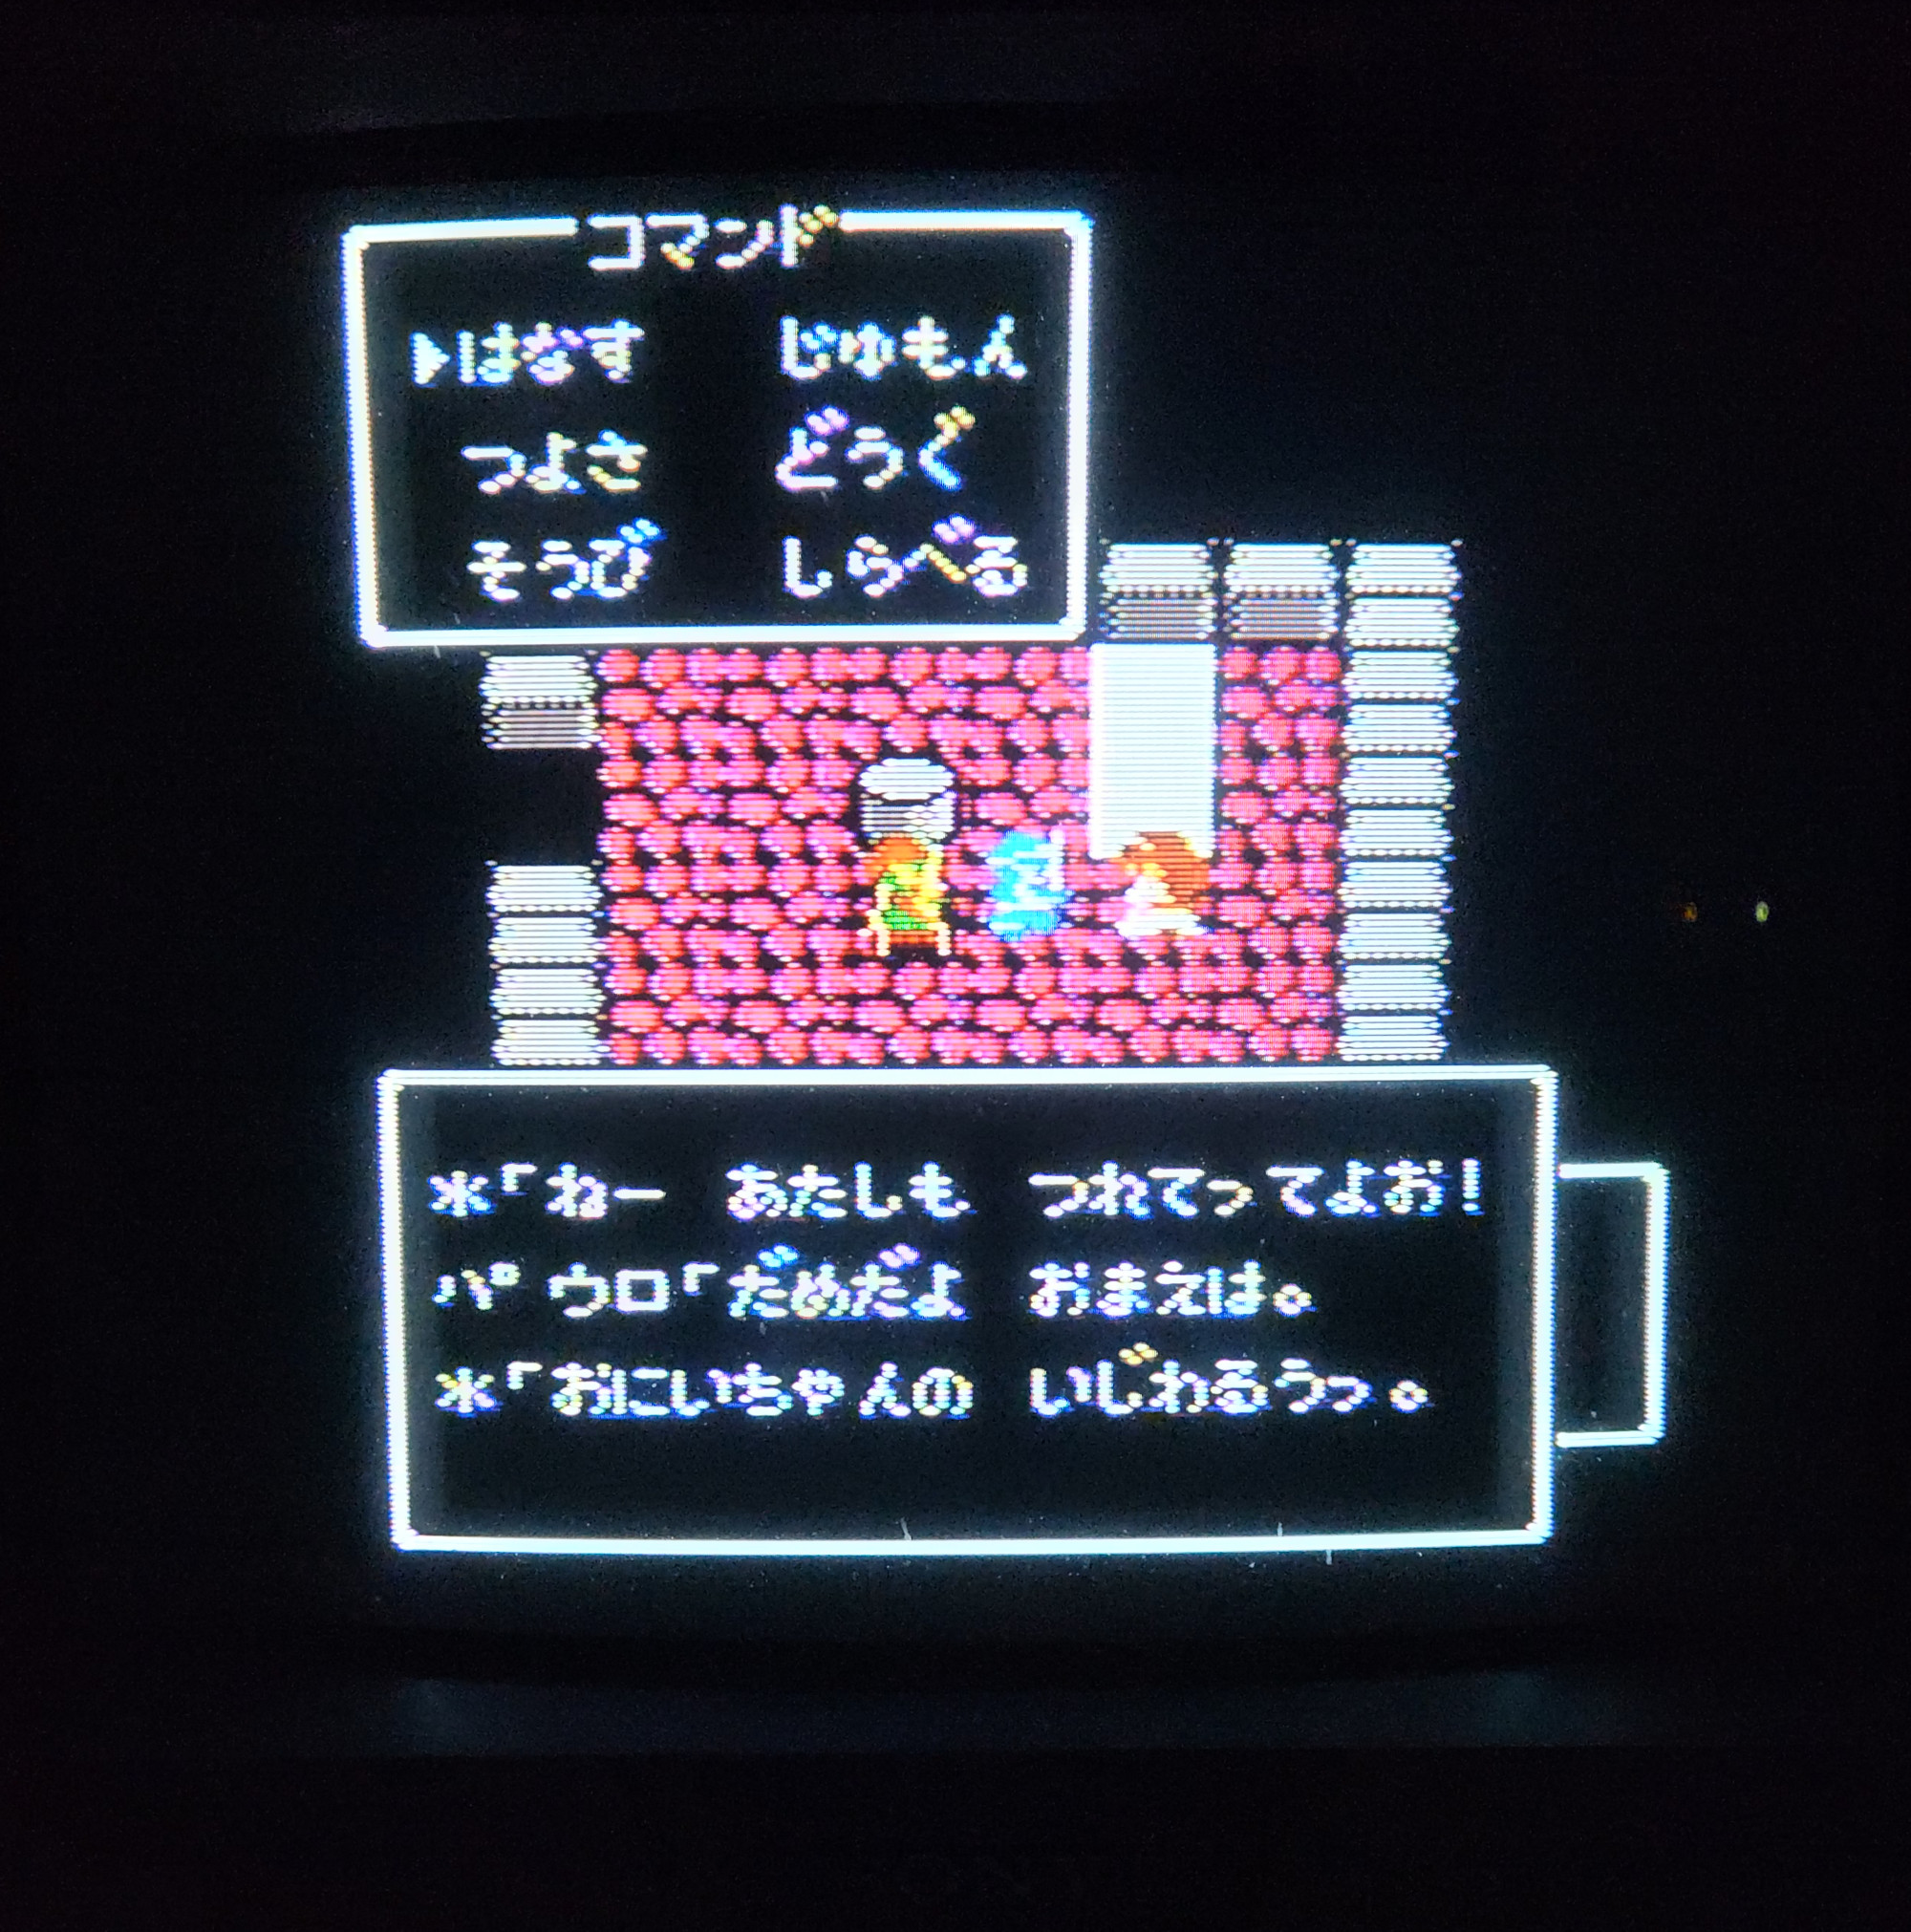 コマンド
▶はなす じゅもん
つよさ どうぐ
そうび しらべる
*「ねー あたしも つれてってよお!
パウロ「だめだよ おまえは。
*「おにいちゃんの いじわるうっ。